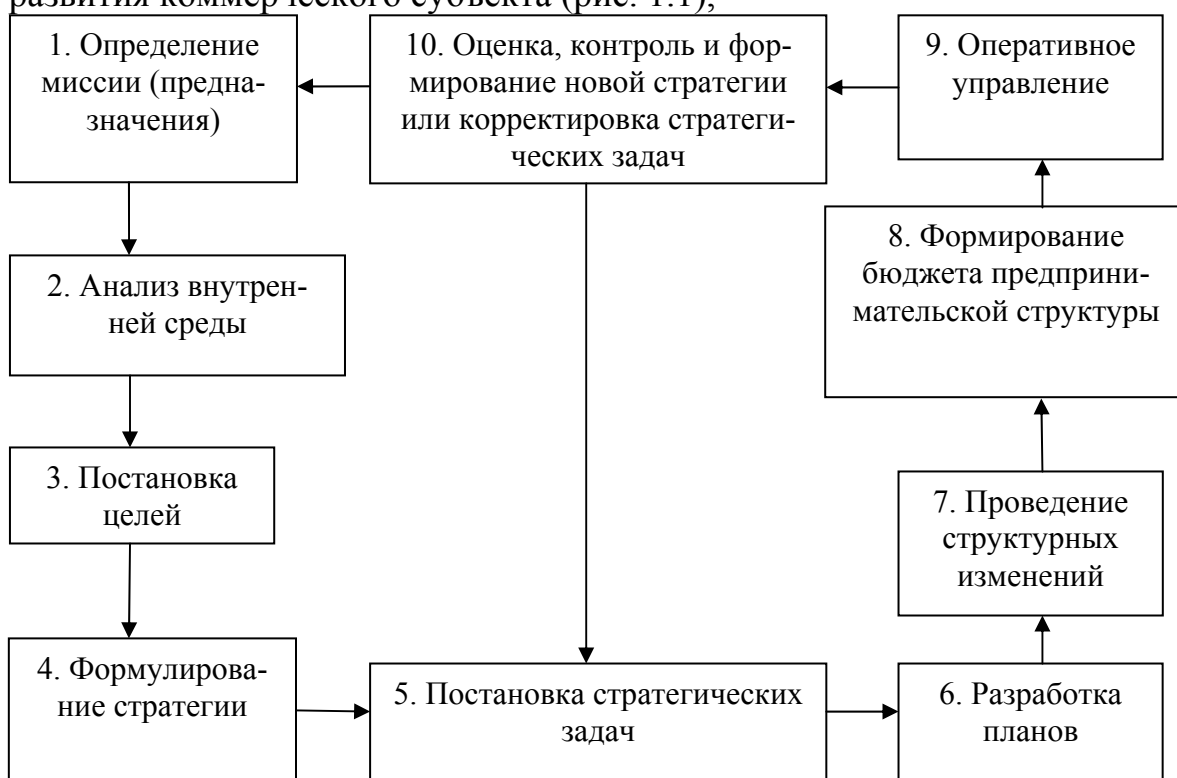 развития коммерческого субъекта (рис. 1.1);
1. Определение
миссии (предна-
значения)
10. Оценка, контроль и фор-
мирование новой стратегии
или корректировка стратеги-
ческих задач
9. Оперативное
управление
8. Формирование
бюджета предприни-
мательской структуры
2. Анализ внутрен-
ней среды
3. Постановка
целей
7. Проведение
структурных
изменений
4. Формулирова-
ние стратегии
5. Постановка стратегических
задач
6. Разработка
планов